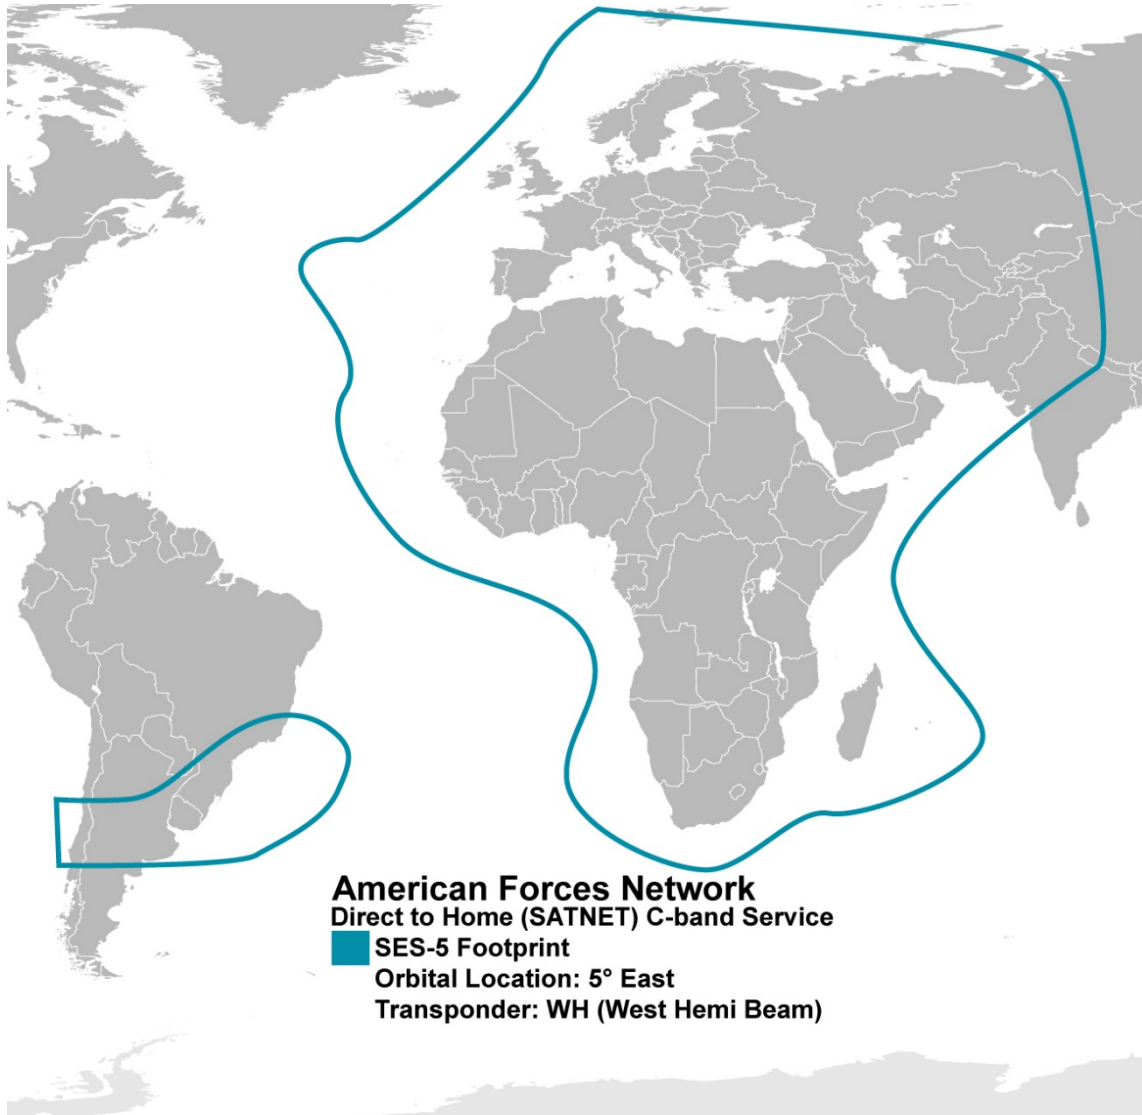 American Forces Network
Direct to Home (SATNET) C-band Service
SES-5 Footprint
Orbital Location: 5° East
Transponder: WH (West Hemi Beam)